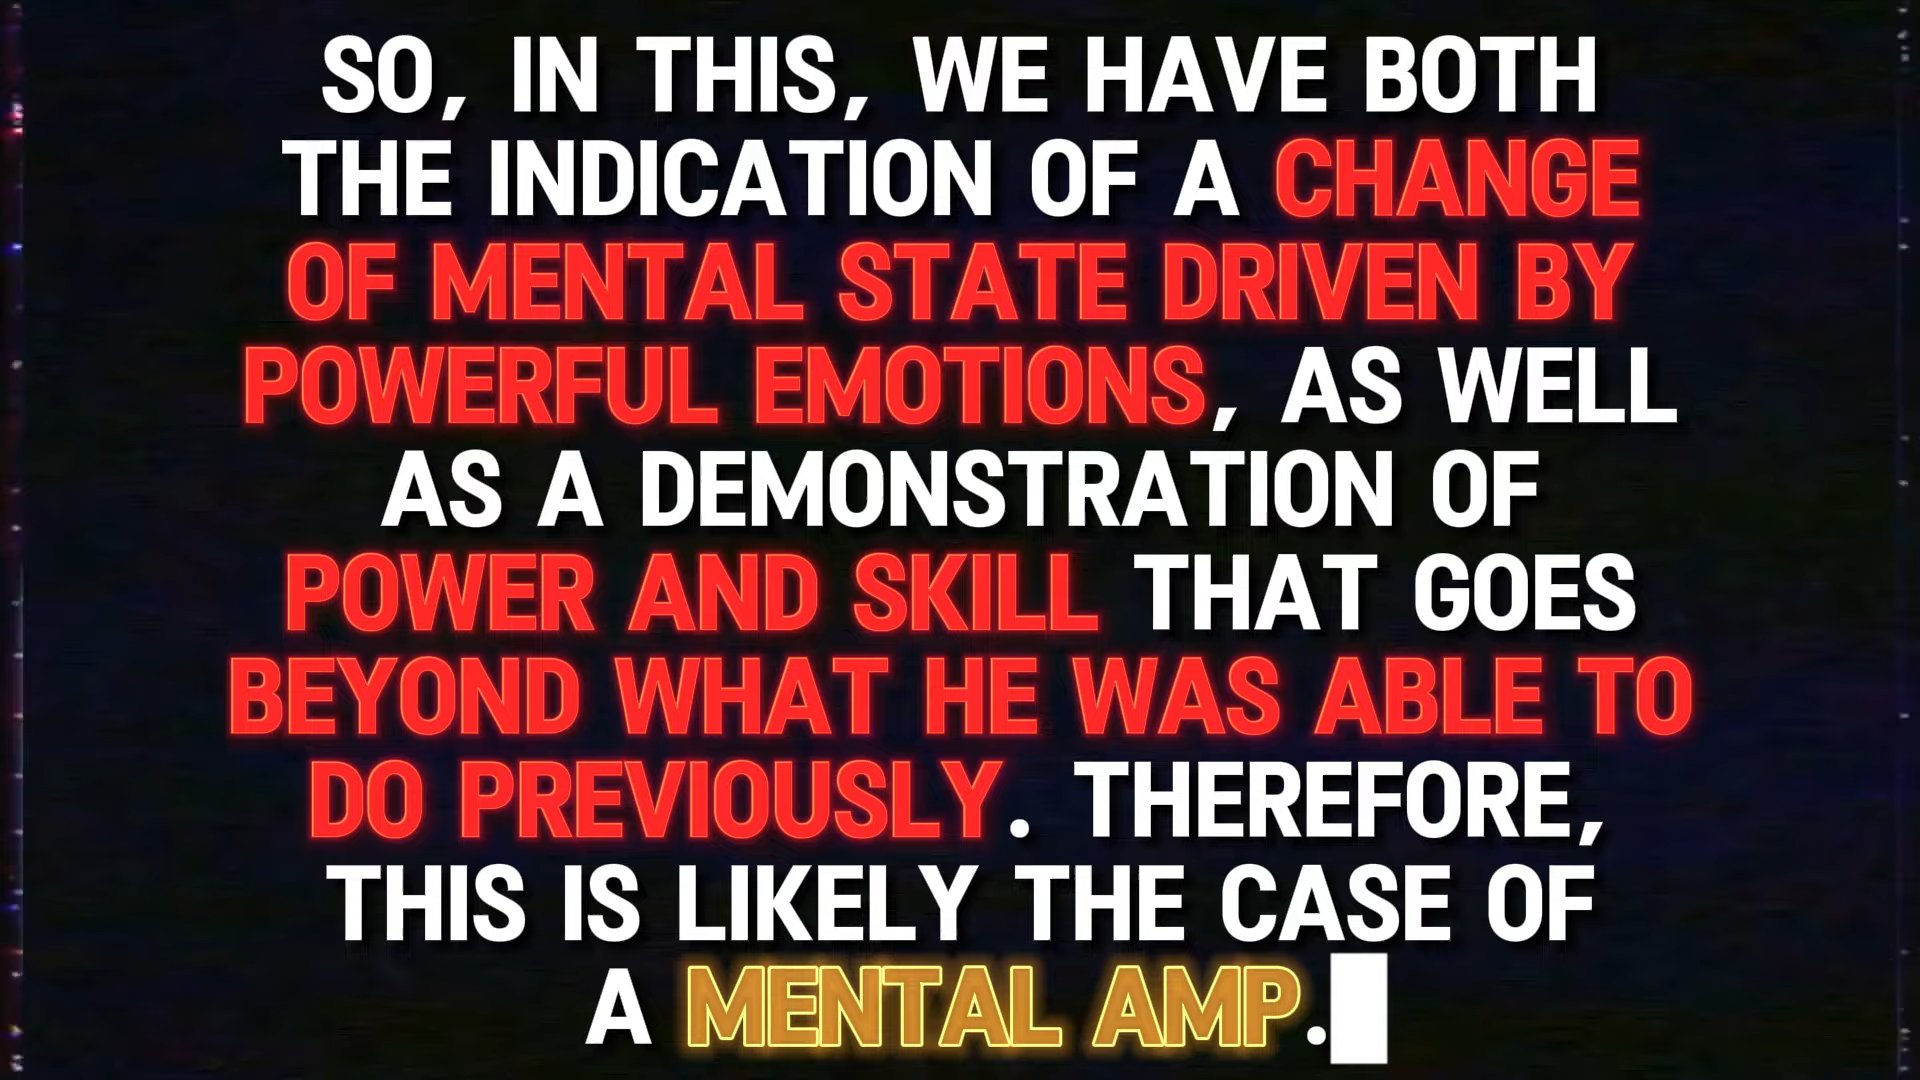 SO, IN THIS, WE HAVE BOTH
THE INDICATION OF A CHANGE
OF MENTAL STATE DRIVEN BY
POWERFUL EMOTIONS, AS WELL
AS A DEMONSTRATION OF
POWER AND SKILL THAT GOES
BEYOND WHAT HE WAS ABLE TO
DO PREVIOUSLY. THEREFORE,
THIS IS LIKELY THE CASE OF
A MENTAL AMP.